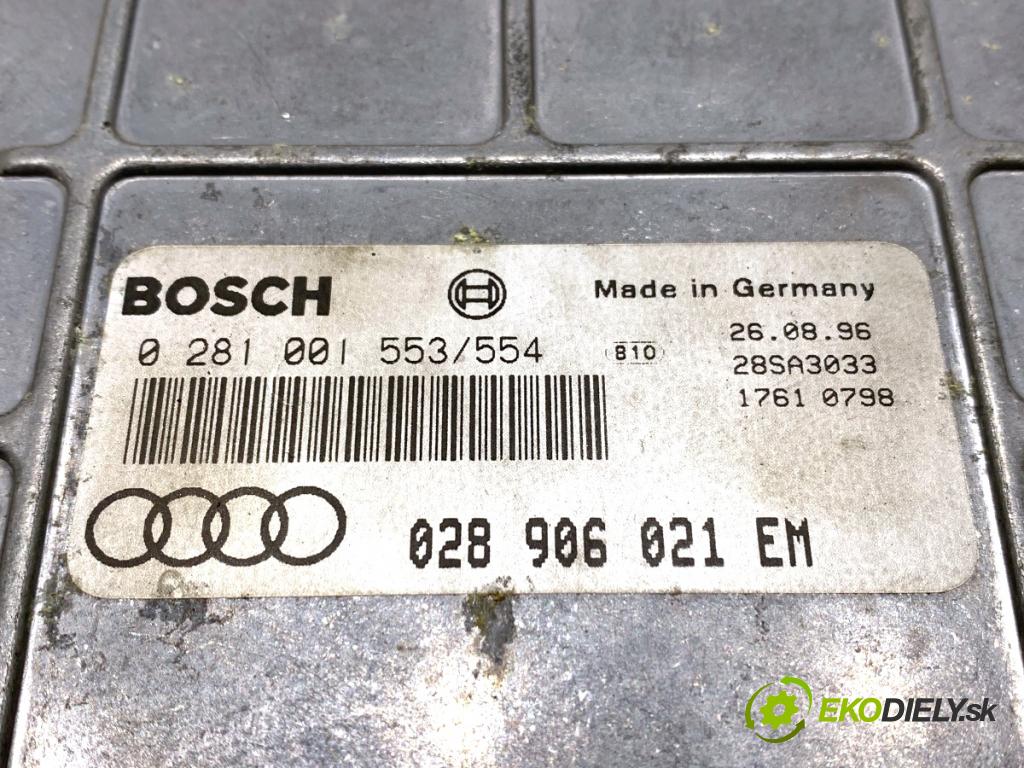 BOSCH
Made in Germany
0 281 001 553/554
810
26.08.96
28SA3033
1761 0798
028 906 021 EM
EKODIELY.sk